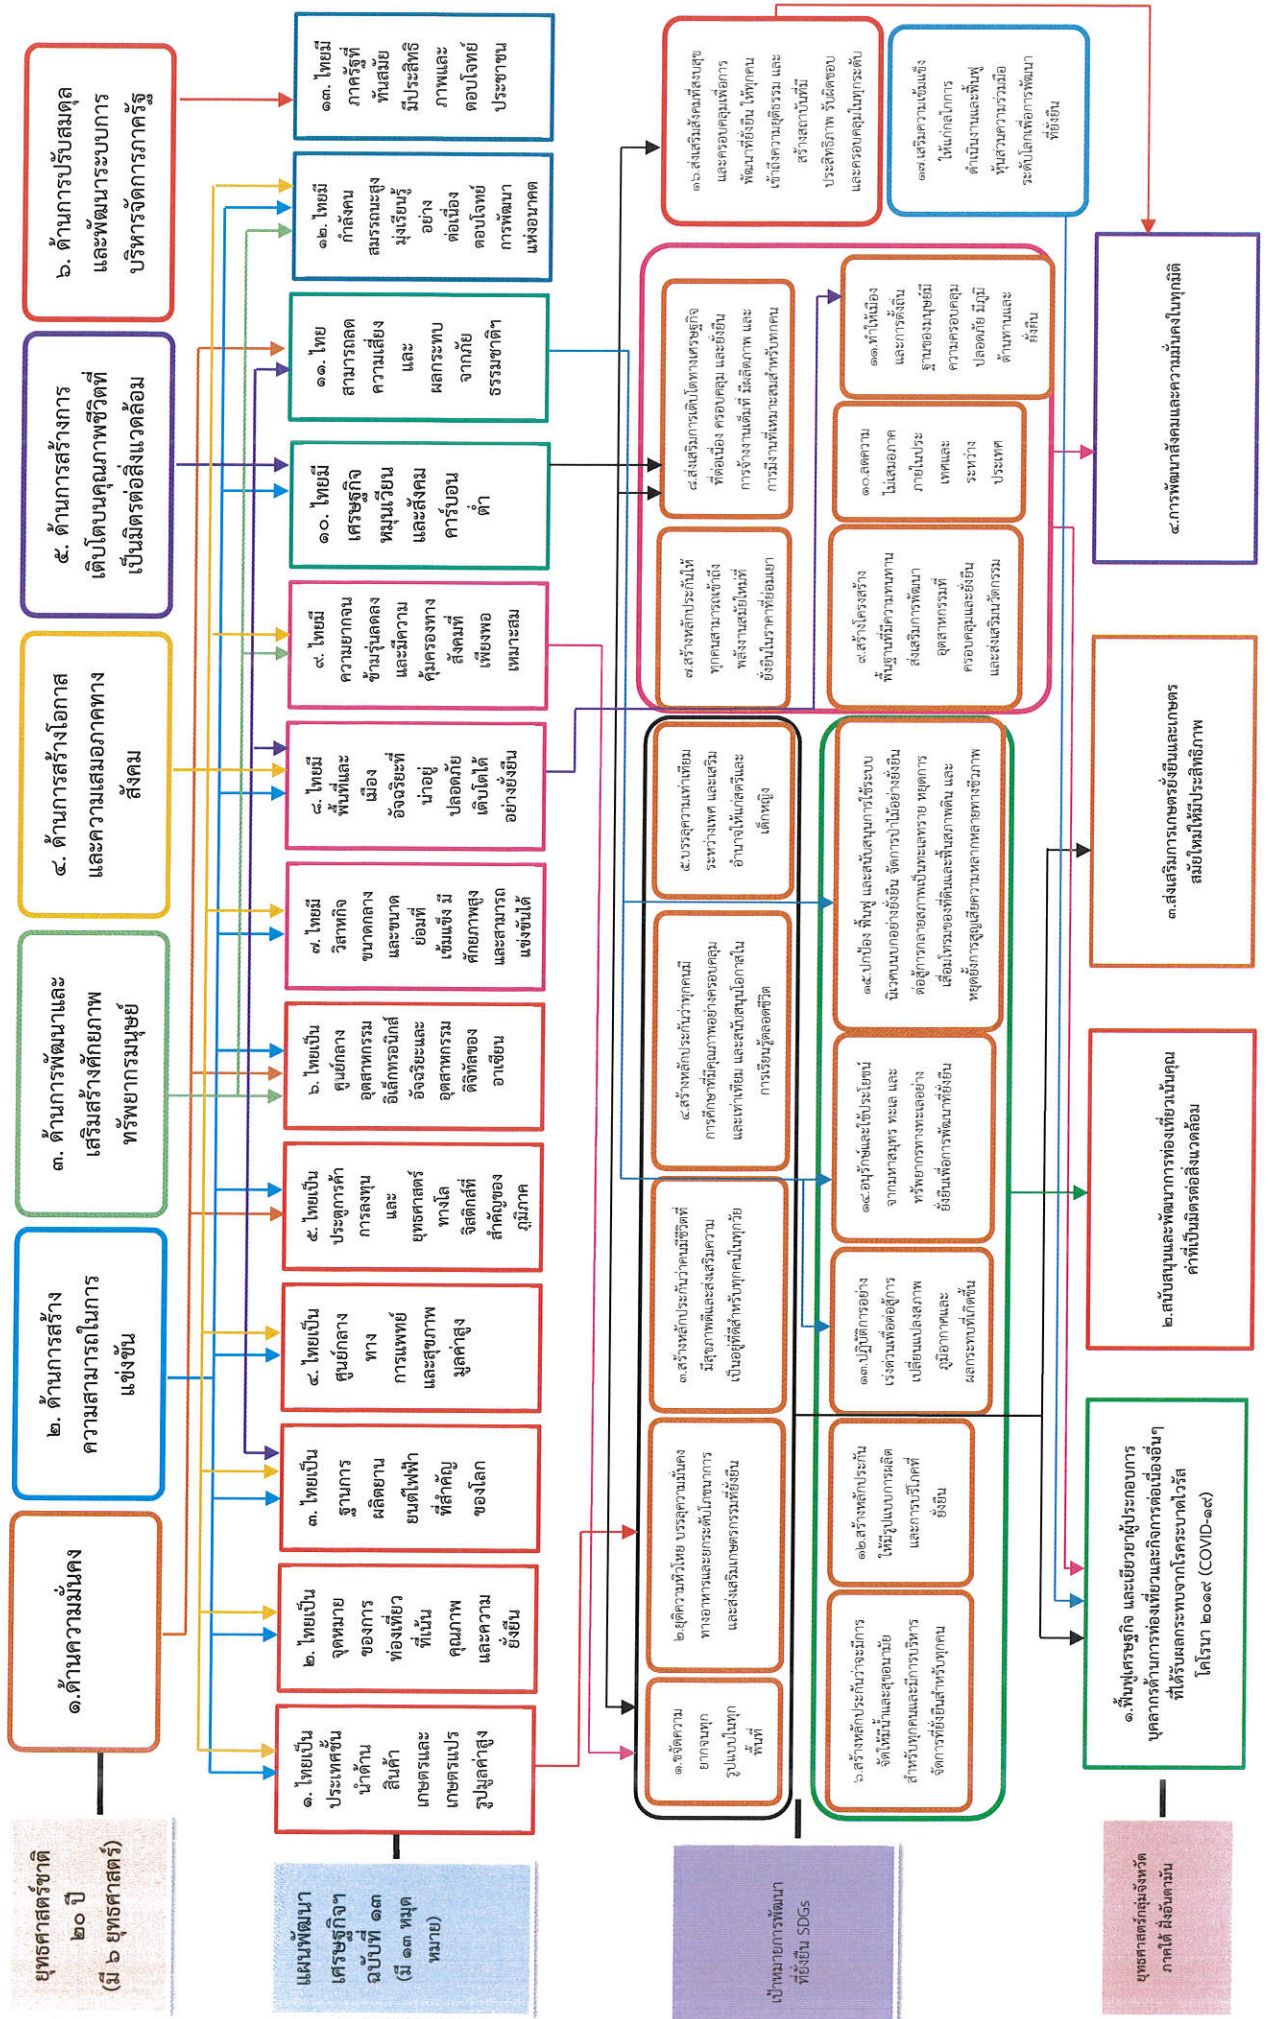 ยุทธศาสตร์ชาติ
๒๐ ปี
(มี ๖ ยุทธศาสตร์)
๑.ด้านความมั่นคง
๒. ด้านการสร้าง
ความสามารถในการ
แข่งขัน
๓. ด้านการพัฒนาและ
เสริมสร้างศักยภาพ
ทรัพยากรมนุษย์
๔. ด้านการสร้างโอกาส
และความเสมอภาคทาง
สังคม
๕. ด้านการสร้างการ
เติบโตบนคุณภาพชีวิตที่
เป็นมิตรต่อสิ่งแวดล้อม
๖. ด้านการปรับสมดุล
และพัฒนาระบบการ
บริหารจัดการภาครัฐ
แผนพัฒนา
เศรษฐกิจฯ
ฉบับที่ ๑๓
(มี ๑๓ หมุด
หมาย)
๑. ไทยเป็น
ประเทศชั้น
นำด้าน
สินค้า
เกษตรและ
เกษตรแปร
รูปมูลค่าสูง
๒. ไทยเป็น
จุดหมาย
ของการ
ท่องเที่ยว
ที่เน้น
คุณภาพ
และความ
ยั่งยืน
๓. ไทยเป็น
ฐานการ
ผลิตยาน
ยนต์ไฟฟ้า
ที่สำคัญ
ของโลก
๔. ไทยเป็น
ศูนย์กลาง
ทาง
การแพทย์
และสุขภาพ
มูลค่าสูง
๕. ไทยเป็น
ประตูการค้า
การลงทุน
และ
ยุทธศาสตร์
ทางโล
จิสติกส์ที่
สำคัญของ
ภูมิภาค
๖. ไทยเป็น
ศูนย์กลาง
อุตสาหกรรม
อิเล็กทรอนิกส์
อัจฉริยะและ
อุตสาหกรรม
ดิจิทัลของ
อาเซียน
๗. ไทยมี
วิสาหกิจ
ขนาดกลาง
และขนาด
ย่อมที่
เข้มแข็ง มี
ศักยภาพสูง
และสามารถ
แข่งขันได้
๘. ไทยมี
พื้นที่และ
เมือง
อัจฉริยะที่
น่าอยู่
ปลอดภัย
เติบโตได้
อย่างยั่งยืน
๙. ไทยมี
ความยากจน
ข้ามรุ่นลดลง
และมีความ
คุ้มครองทาง
สังคมที่
เพียงพอ
เหมาะสม
๑๐. ไทยมี
เศรษฐกิจ
หมุนเวียน
และสังคม
คาร์บอน
ต่ำ
๑๑. ไทย
สามารถลด
ความเสี่ยง
และ
ผลกระทบ
จากภัย
ธรรมชาติฯ
๑๒. ไทยมี
กำลังคน
สมรรถนะสูง
มุ่งเรียนรู้
อย่าง
ต่อเนื่อง
ตอบโจทย์
การพัฒนา
แห่งอนาคต
๑๓. ไทยมี
ภาครัฐที่
ทันสมัย
มีประสิทธิ
ภาพและ
ตอบโจทย์
ประชาชน
เป้าหมายการพัฒนา
ที่ยั่งยืน SDGs
๑.ขจัดความ
ยากจนทุก
รูปแบบในทุก
พื้นที่
๒.ยุติความหิวโหย บรรลุความมั่นคง
ทางอาหารและยกระดับโภชนาการ
และส่งเสริมเกษตรกรรมที่ยั่งยืน
๓.สร้างหลักประกันว่าคนมีชีวิตที่
มีสุขภาพดีและส่งเสริมความ
เป็นอยู่ที่ดีสำหรับทุกคนในทุกวัย
๔.สร้างหลักประกันว่าทุกคนมี
การศึกษาที่มีคุณภาพอย่างครอบคลุม
และเท่าเทียม และสนับสนุนโอกาสใน
การเรียนรู้ตลอดชีวิต
๕.บรรลุความเท่าเทียม
ระหว่างเพศ และเสริม
อำนาจให้แก่สตรีและ
เด็กหญิง
๖.สร้างหลักประกันว่าจะมีการ
จัดให้มีน้ำและสุขอนามัย
สำหรับทุกคนและมีการบริหาร
จัดการที่ยั่งยืนสำหรับทุกคน
๑๒.สร้างหลักประกัน
ให้มีรูปแบบการผลิต
และการบริโภคที่
ยั่งยืน
๑๓.ปฏิบัติการอย่าง
เร่งด่วนเพื่อต่อสู้การ
เปลี่ยนแปลงสภาพ
ภูมิอากาศและ
ผลกระทบที่เกิดขึ้น
๑๔.อนุรักษ์และใช้ประโยชน์
จากมหาสมุทร ทะเล และ
ทรัพยากรทางทะเลอย่าง
ยั่งยืนเพื่อการพัฒนาที่ยั่งยืน
๑๕.ปกป้อง ฟื้นฟู และสนับสนุนการใช้ระบบ
นิเวศบนบกอย่างยั่งยืน จัดการป่าไม้อย่างยั่งยืน
ต่อสู้การกลายสภาพเป็นทะเลทราย หยุดการ
เสื่อมโทรมของที่ดินและฟื้นสภาพที่ดิน และ
หยุดยั้งการสูญเสียความหลากหลายทางชีวภาพ
๗.สร้างหลักประกันให้
ทุกคนสามารถเข้าถึง
พลังงานสมัยใหม่ที่
ยั่งยืนในราคาที่ย่อมเยา
๘.ส่งเสริมการเติบโตทางเศรษฐกิจ
ที่ต่อเนื่อง ครอบคลุม และยั่งยืน
การจ้างงานเต็มที่ มีผลิตภาพ และ
การมีงานที่เหมาะสมสำหรับทุกคน
๙.สร้างโครงสร้าง
พื้นฐานที่มีความทนทาน
ส่งเสริมการพัฒนา
อุตสาหกรรมที่
ครอบคลุมและยั่งยืน
และส่งเสริมนวัตกรรม
๑๐.ลดความ
ไม่เสมอภาค
ภายในประ
เทศและ
ระหว่าง
ประเทศ
๑๑.ทำให้เมือง
และการตั้งถิ่น
ฐานของมนุษย์มี
ความครอบคลุม
ปลอดภัย มีภูมิ
ต้านทานและ
ยั่งยืน
๑๖.ส่งเสริมสังคมที่สงบสุข
และครอบคลุมเพื่อการ
พัฒนาที่ยั่งยืน ให้ทุกคน
เข้าถึงความยุติธรรม และ
สร้างสถาบันที่มี
ประสิทธิภาพ รับผิดชอบ
และครอบคลุมในทุกระดับ
๑๗.เสริมความเข้มแข็ง
ให้แก่กลไกการ
ดำเนินงานและฟื้นฟู
หุ้นส่วนความร่วมมือ
ระดับโลกเพื่อการพัฒนา
ที่ยั่งยืน
ยุทธศาสตร์กลุ่มจังหวัด
ภาคใต้ ฝั่งอันดามัน
๑.ฟื้นฟูเศรษฐกิจ และเยียวยาผู้ประกอบการ
บุคลากรด้านการท่องเที่ยวและกิจการต่อเนื่องอื่นๆ
ที่ได้รับผลกระทบจากโรคระบาดไวรัส
โคโรนา ๒๐๑๙ (COVID-๑๙)
๒.สนับสนุนและพัฒนาการท่องเที่ยวเน้นคุณ
ค่าที่เป็นมิตรต่อสิ่งแวดล้อม
๓.ส่งเสริมการเกษตรยั่งยืนและเกษตร
สมัยใหม่ให้มีประสิทธิภาพ
๔.การพัฒนาสังคมและความมั่นคงในทุกมิติ